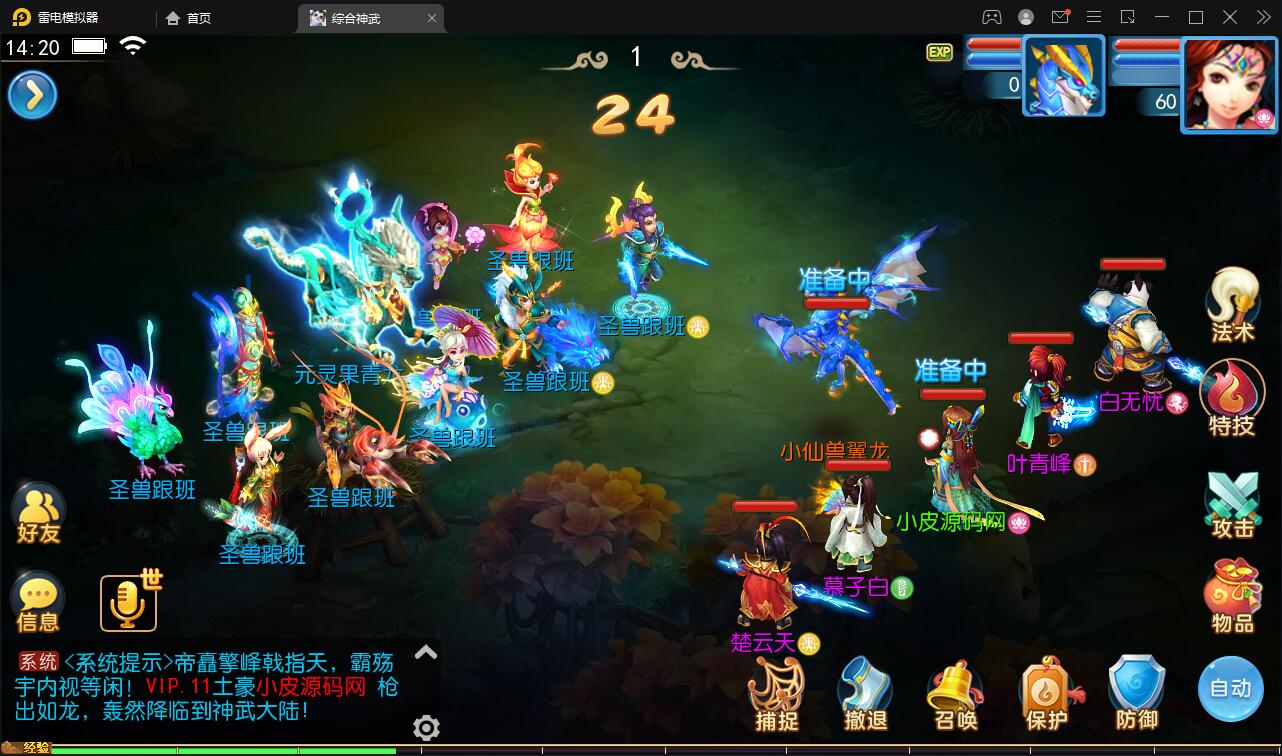 雷电模拟器
首页
综合神武
14:20
1
EXP
24
0
60
圣兽跟班
准备中
圣兽跟班
圣兽跟班
元灵果青
准备中
白无忧
圣兽跟班
圣兽跟班
小仙兽翼龙
叶青峰
圣兽跟班
圣兽跟班
小皮源码网
圣兽跟班
慕子白
楚云天
法术
特技
攻击
物品
好友
信息
世
系统 <系统提示>帝矗擎峰戟指天，霸殇
宇内视等闲！VIP.11土豪小皮源码网 枪
出如龙，轰然降临到神武大陆！
捕捉
撤退
召唤
保护
防御
自动
经验